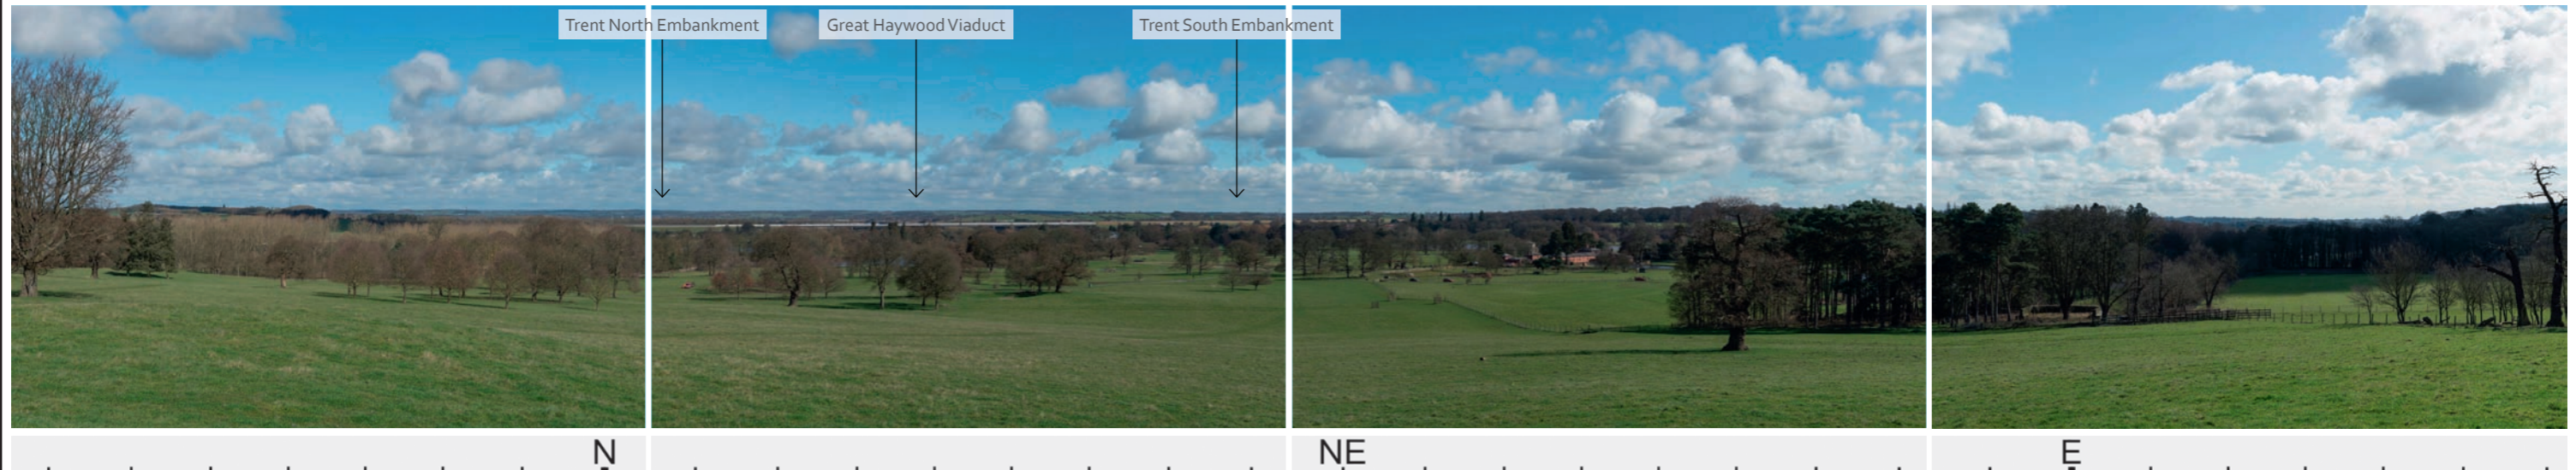 Trent North Embankment
Great Haywood Viaduct
Trent South Embankment
N
NE
E